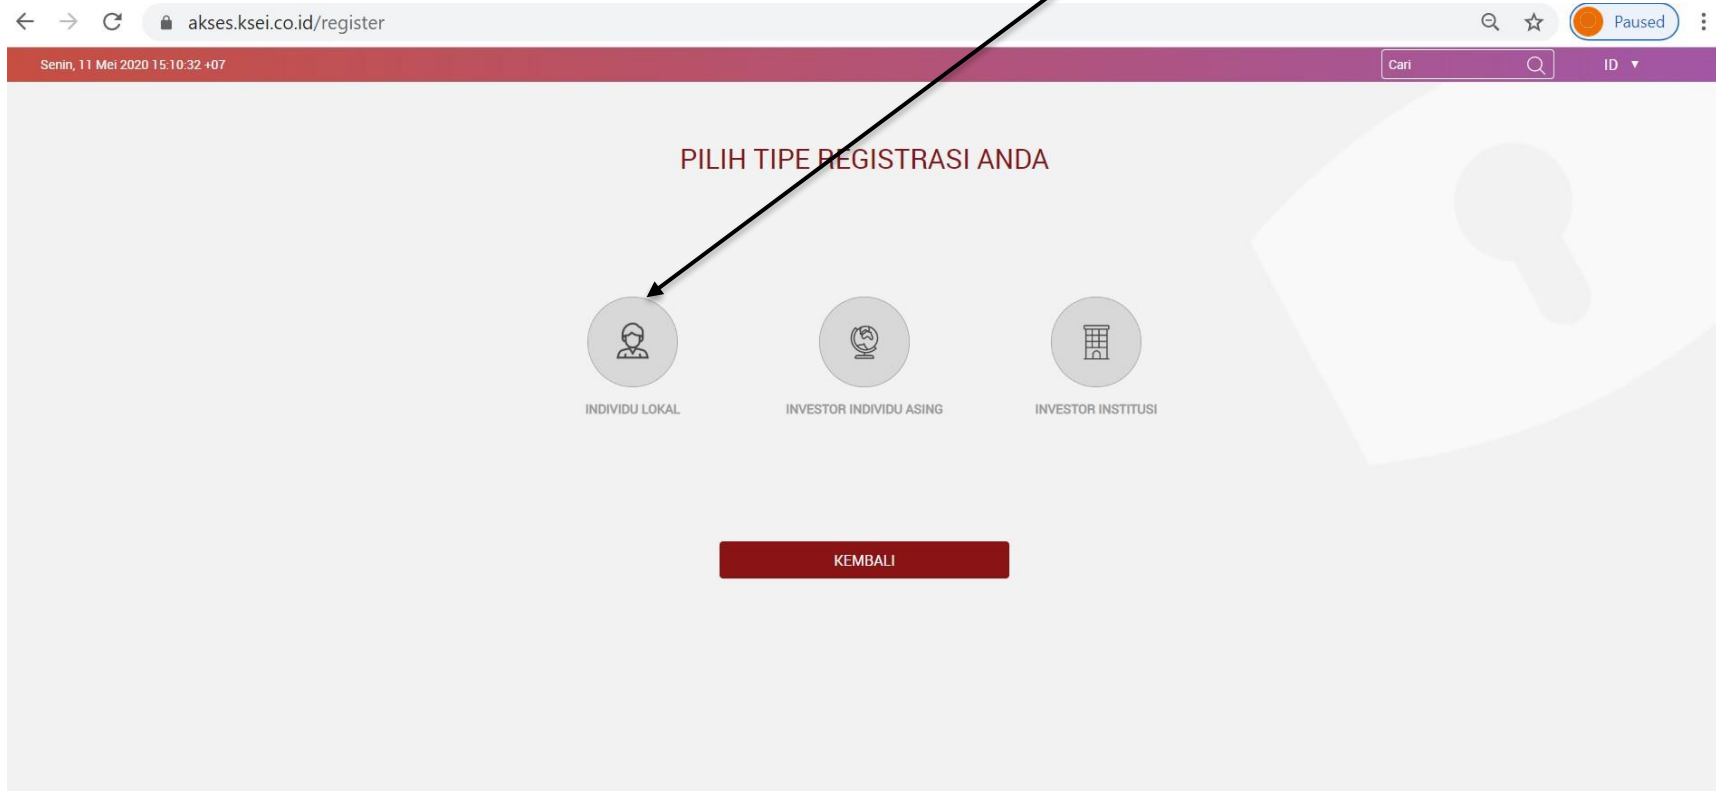 akses.ksei.co.id/register
Paused
Senin, 11 Mei 2020 15:10:32 +07
Cari
ID
PILIH TIPE REGISTRASI ANDA
INDIVIDU LOKAL
INVESTOR INDIVIDU ASING
INVESTOR INSTITUSI
KEMBALI